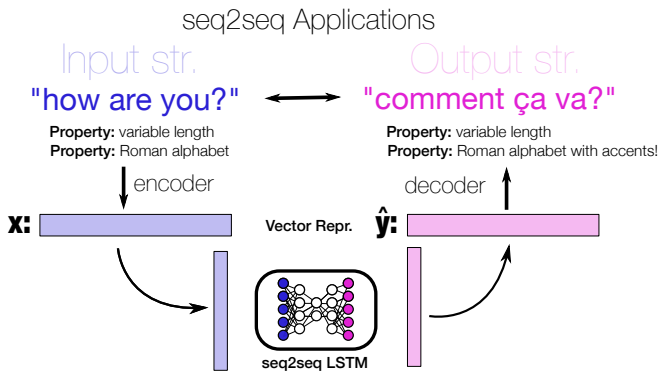 seq2seq Applications
Input str.
Output str.
"how are you?"
"comment ça va?"
Property: variable length
Property: Roman alphabet
Property: variable length
Property: Roman alphabet with accents!
encoder
decoder
x:
Vector Repr.
ŷ:
seq2seq LSTM